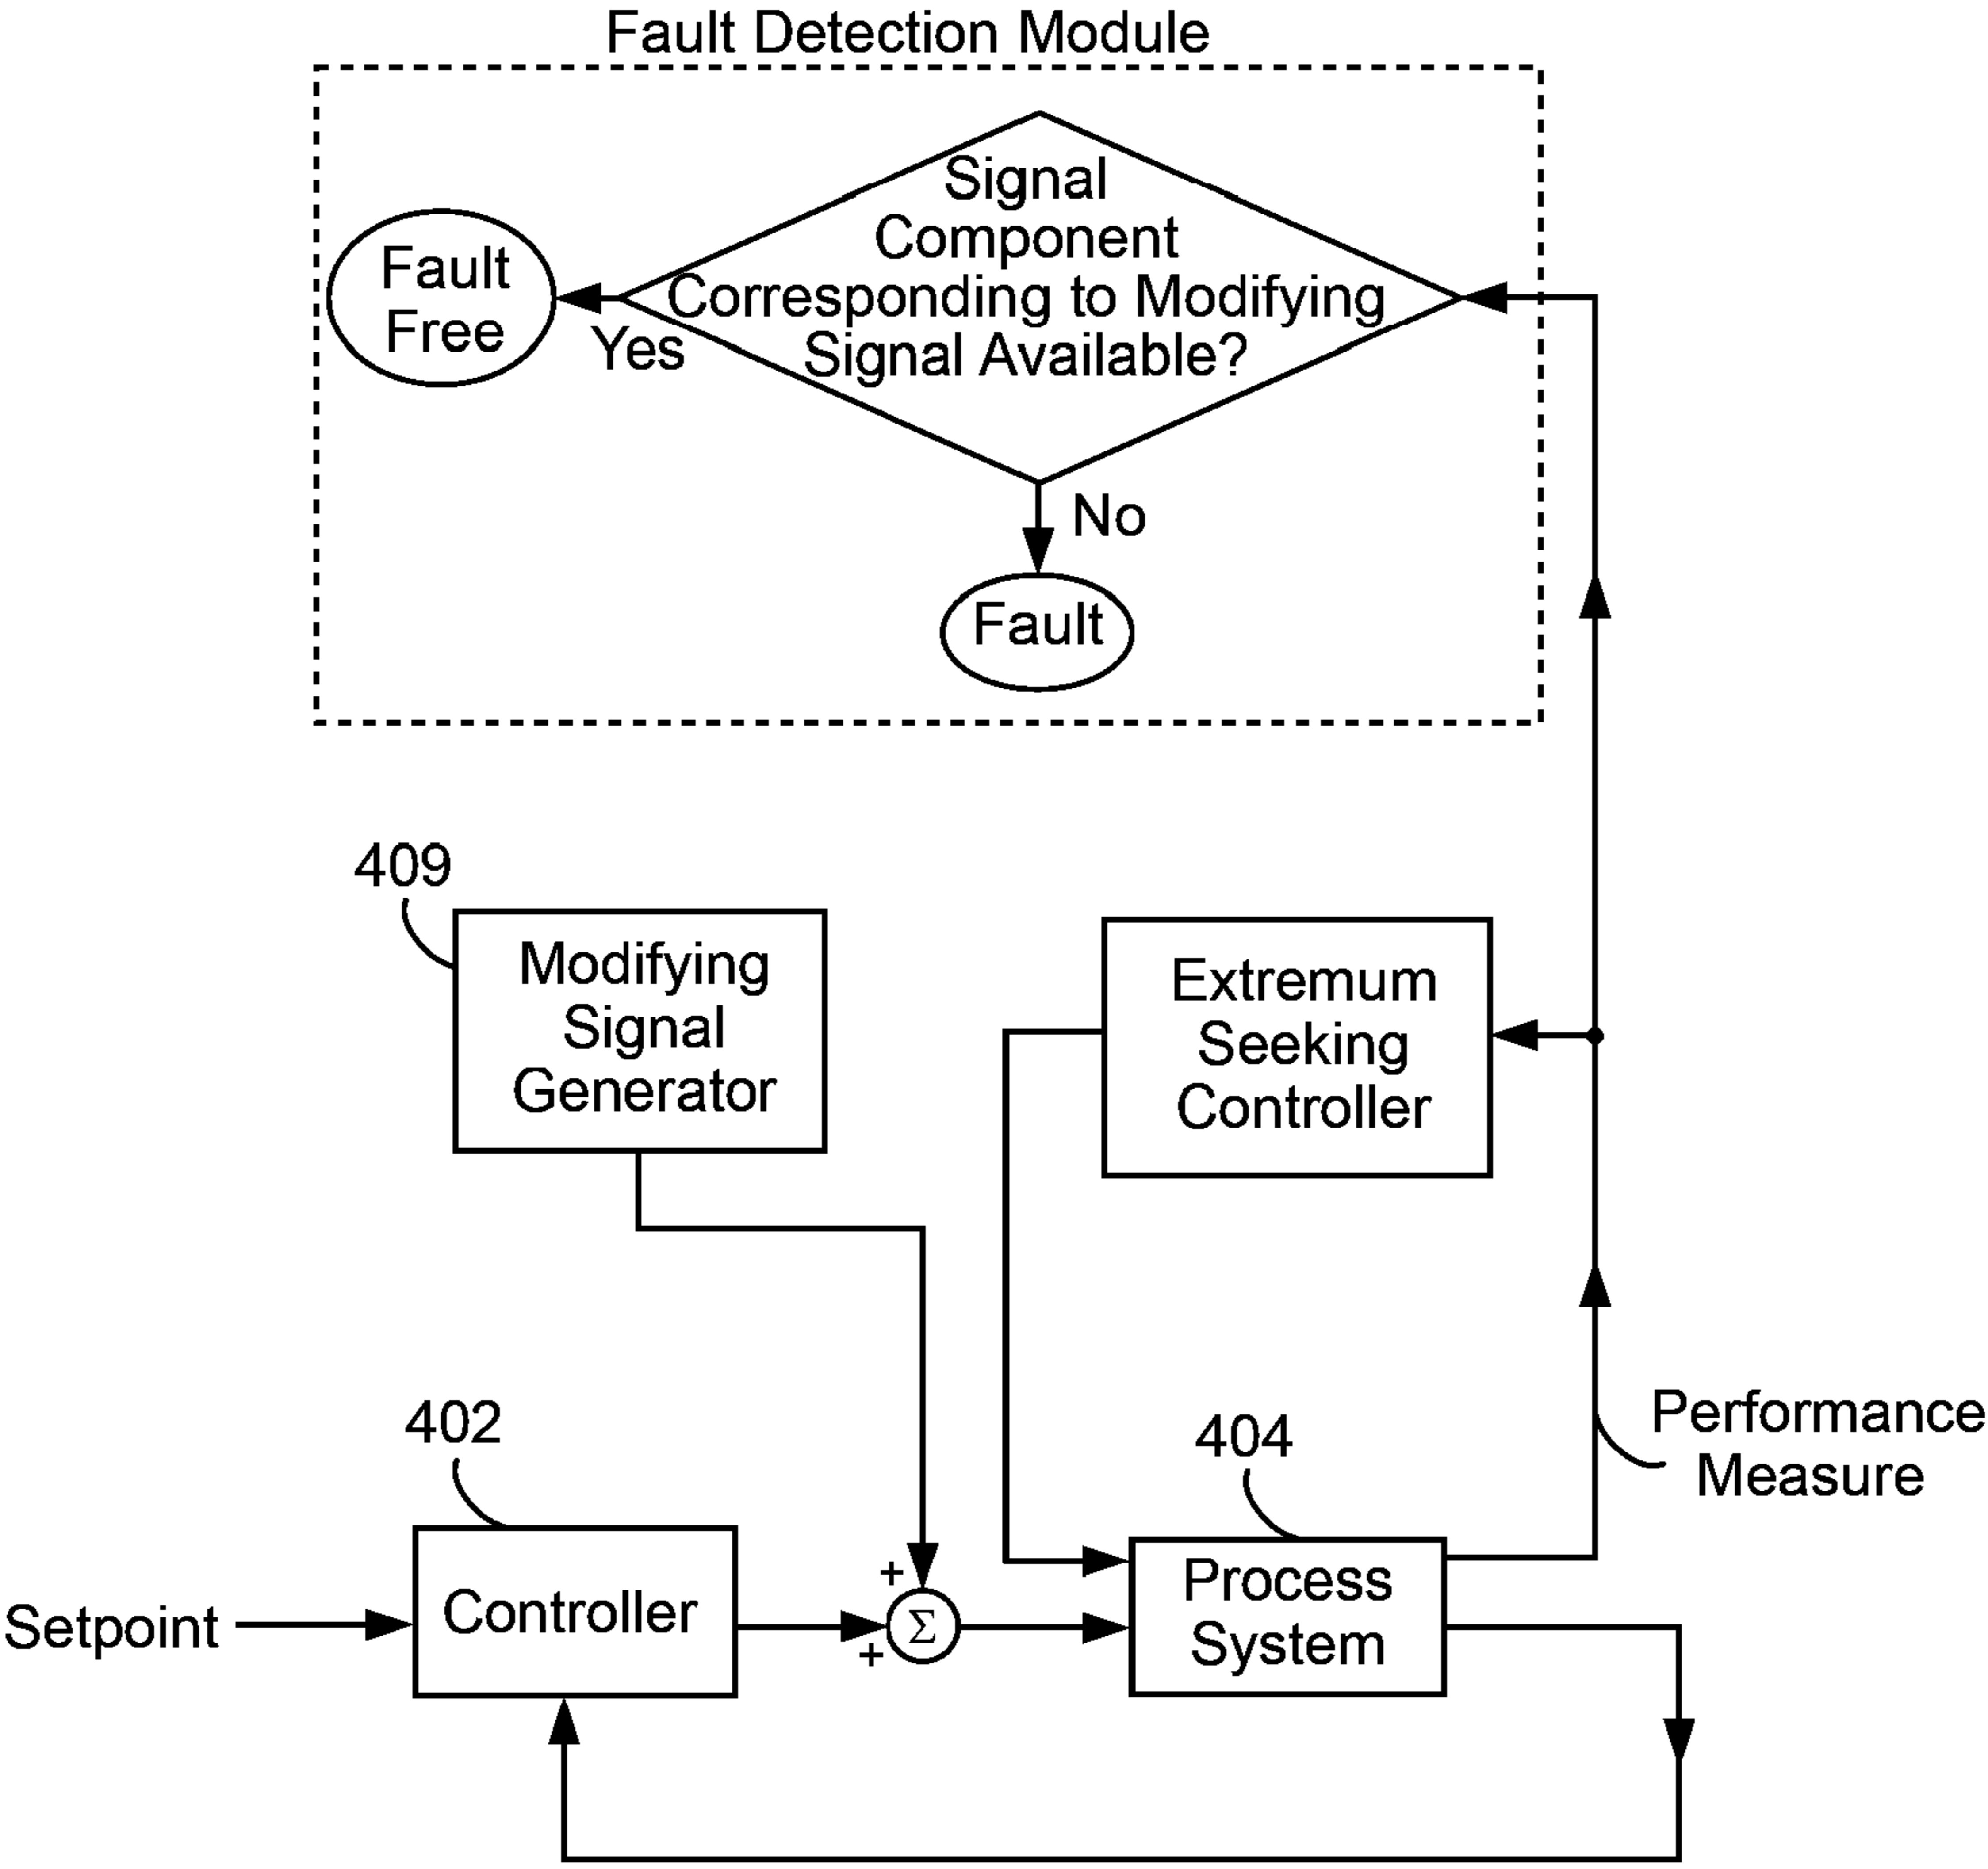 Fault Detection Module
Signal
Component
Corresponding to Modifying
Signal Available?
Fault
Free
Yes
No
Fault
409
Modifying
Signal
Generator
Extremum
Seeking
Controller
Performance
Measure
402
404
Setpoint
Controller
+
+
Σ
Process
System